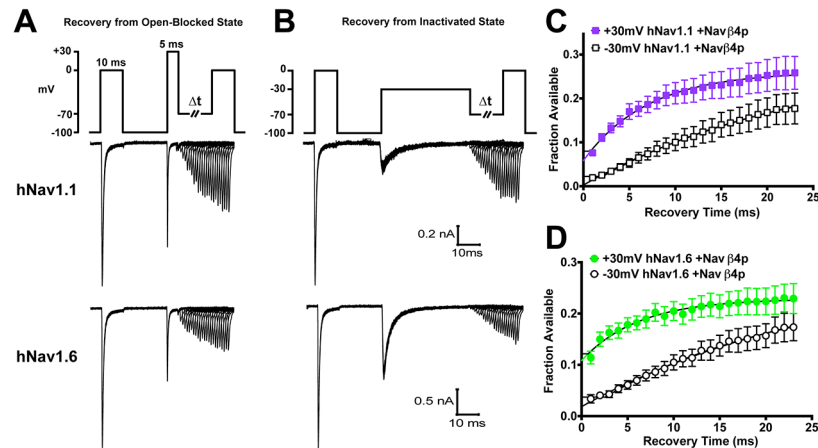 A
Recovery from Open-Blocked State
5 ms
+30
10 ms
0
mV
-70
-100
Δt
hNav1.1
hNav1.6
B
Recovery from Inactivated State
0
-30
-70
-100
Δt
0.2 nA
10ms
0.5 nA
10 ms
C
+30mV hNav1.1 +Navβ4p
-30mV hNav1.1 +Navβ4p
Fraction Available
0.3
0.2
0.1
0.0
0 5 10 15 20 25
Recovery Time (ms)
D
+30mV hNav1.6 +Navβ4p
-30mV hNav1.6 +Navβ4p
Fraction Available
0.3
0.2
0.1
0.0
0 5 10 15 20 25
Recovery Time (ms)